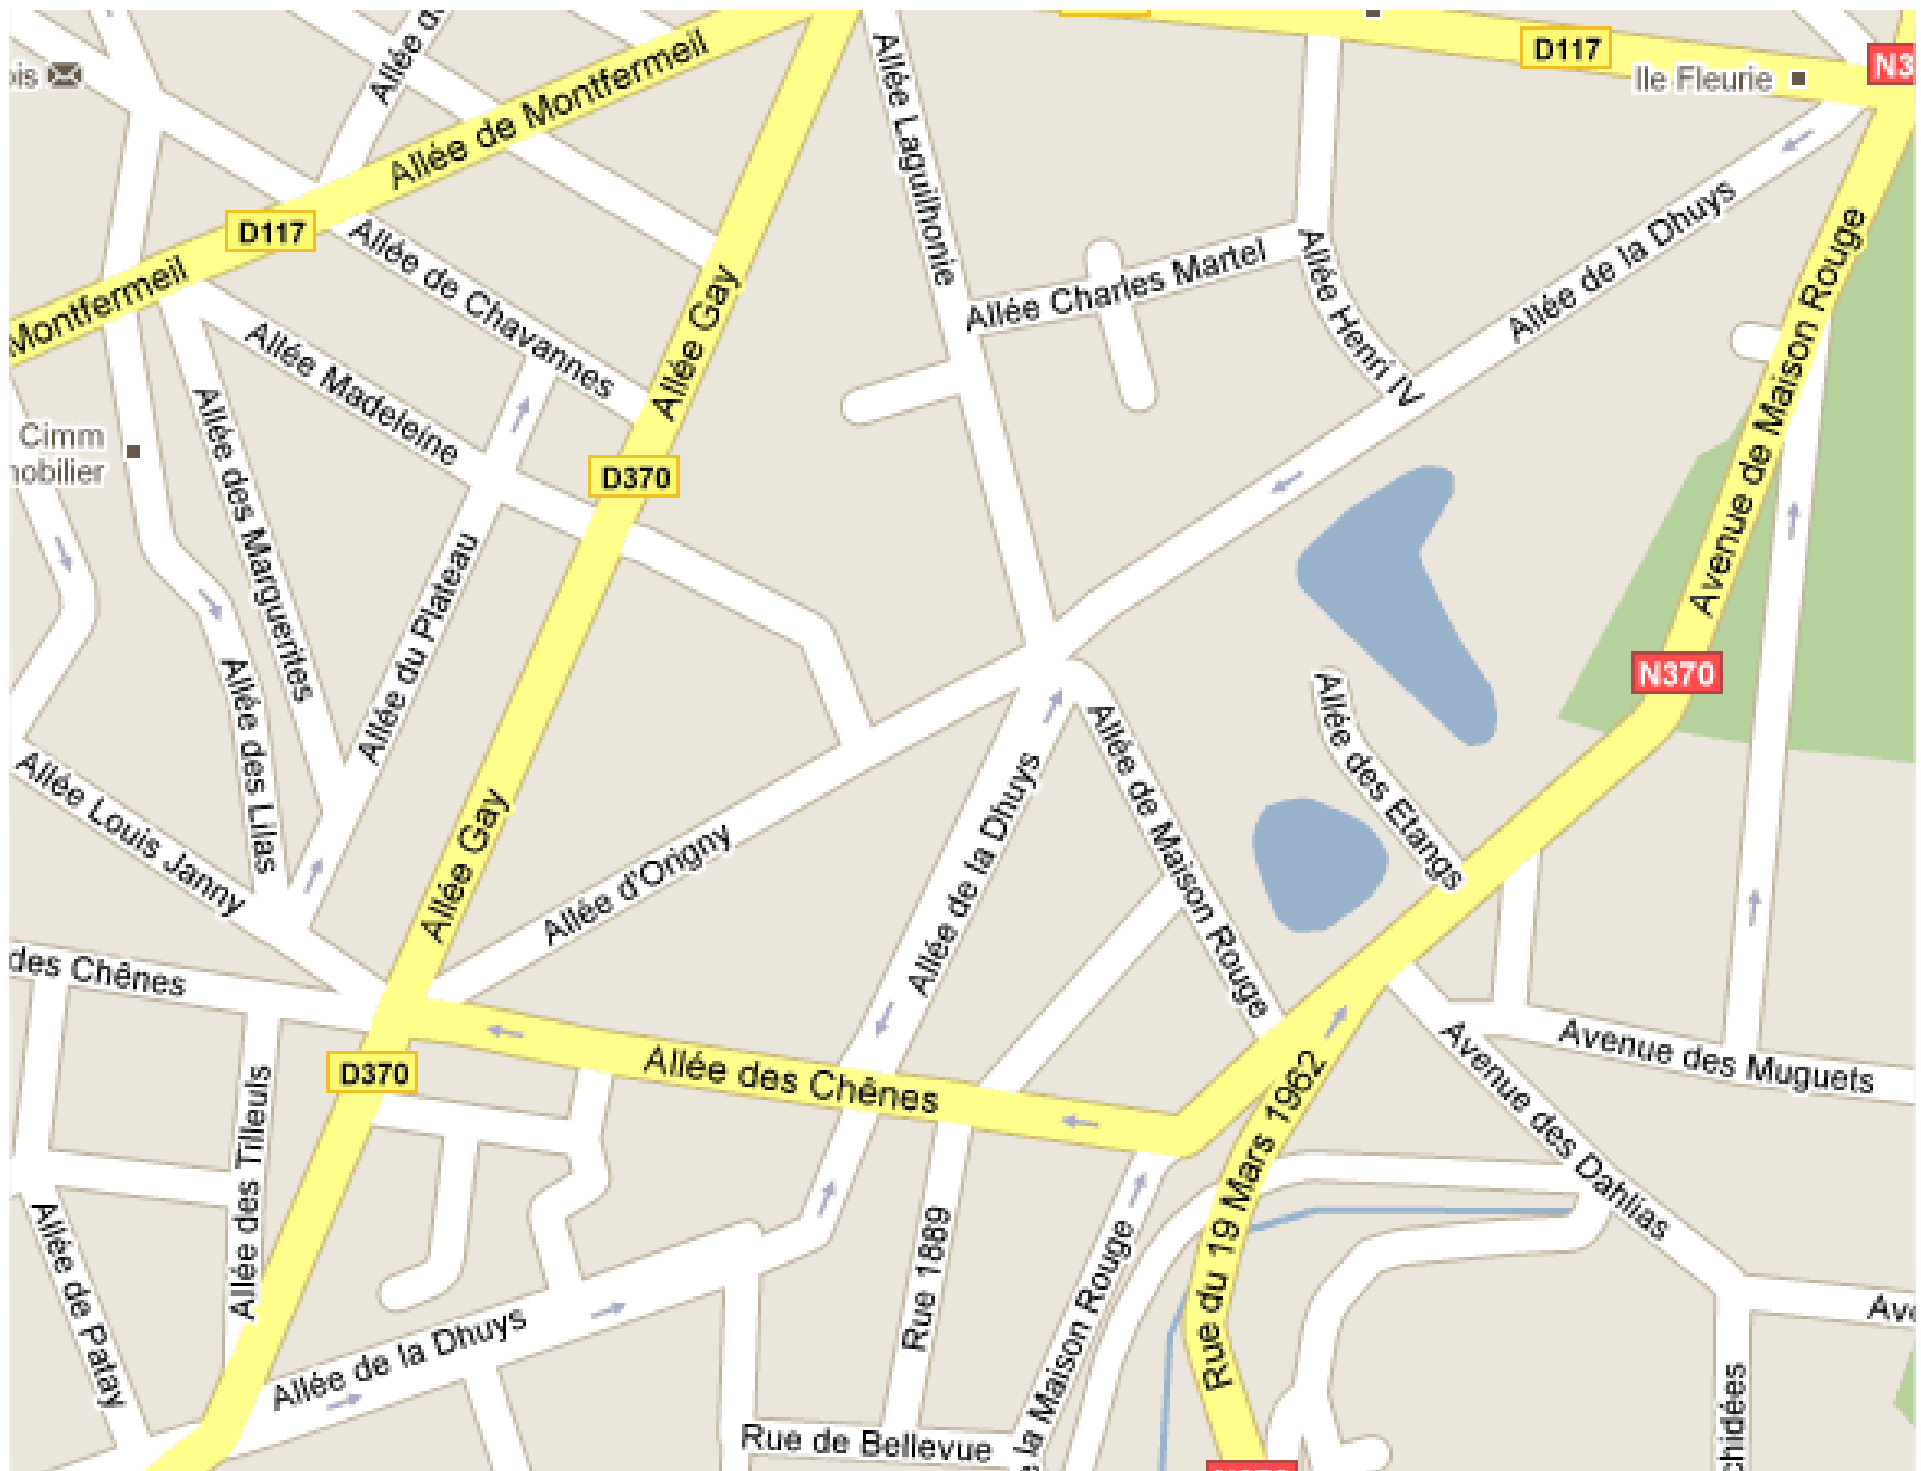 Allée de Montfermeil
Allée Laguilhonie
D117
N3
Ile Fleurie
D117
Montfermeil
Allée de Chavannes
Allée Gay
Allée Charles Martel
Allée Henri IV
Allée de la Dhuys
Avenue de Maison Rouge
Allée Madeleine
Cimm
D370
Allée des Marguerites
Allée du Plateau
Allée des Lilas
N370
Allée Louis Janny
Allée Gay
Allée d'Origny
Allée de la Dhuys
Allée de Maison Rouge
Allée des Etangs
des Chênes
D370
Allée des Chênes
Avenue des Muguets
Avenue des Dahlias
Allée des Tilleuls
Allée de Patay
Allée de la Dhuys
Rue 1889
la Maison Rouge
Rue du 19 Mars 1962
Rue de Bellevue